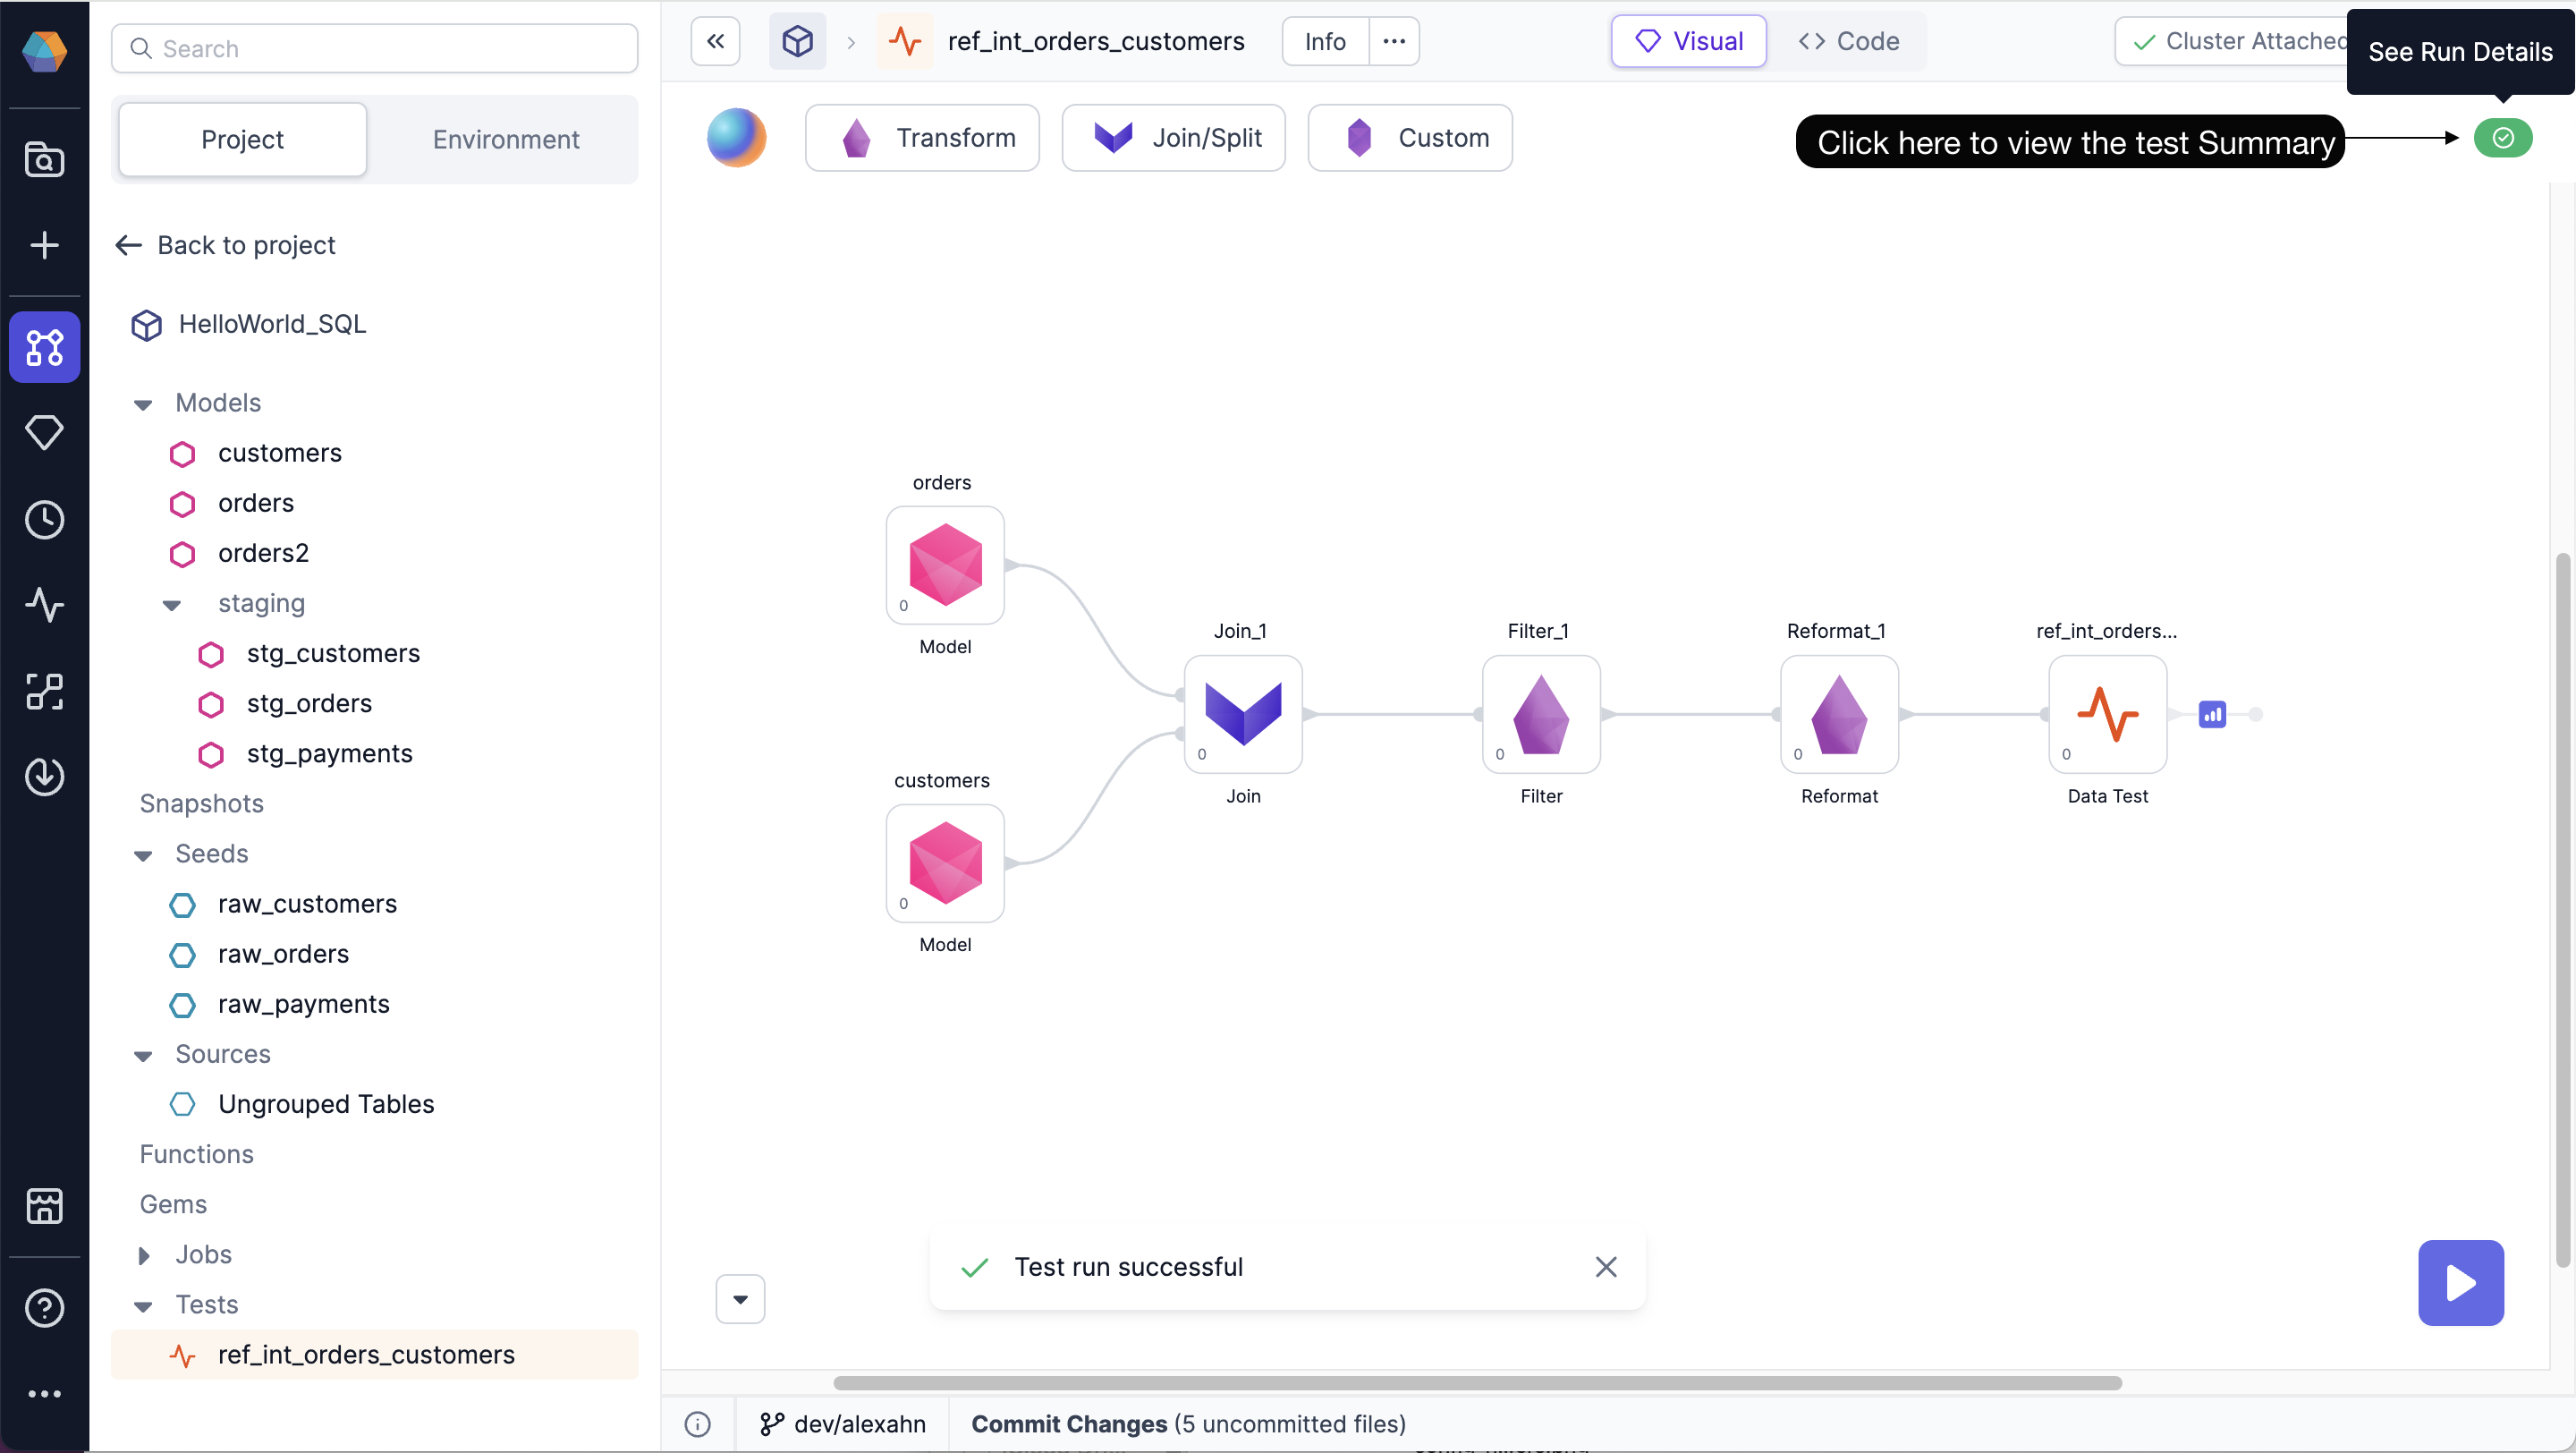 Search
Project
Environment
Back to project
HelloWorld_SQL
Models
customers
orders
orders2
staging
stg_customers
stg_orders
stg_payments
Snapshots
Seeds
raw_customers
raw_orders
raw_payments
Sources
Ungrouped Tables
Functions
Gems
Jobs
Tests
ref_int_orders_customers
ref_int_orders_customers
Info
Visual
Code
Cluster Attached
See Run Details
Transform
Join/Split
Custom
Click here to view the test Summary
orders
0
Model
customers
0
Model
Join_1
0
Join
Filter_1
0
Filter
Reformat_1
0
Reformat
ref_int_orders...
0
Data Test
Test run successful
dev/alexahn
Commit Changes (5 uncommitted files)